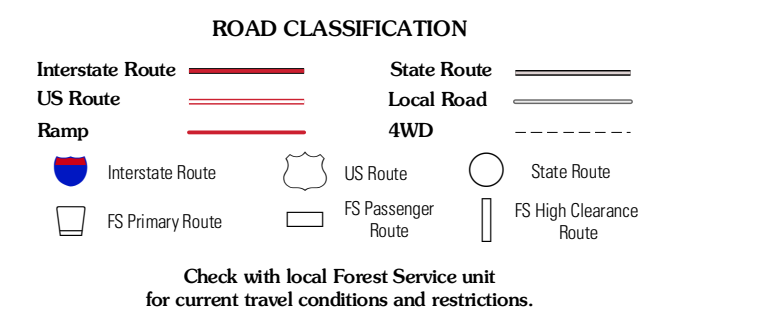 ROAD CLASSIFICATION
Interstate Route
State Route
US Route
Local Road
Ramp
4WD
Interstate Route
US Route
State Route
FS Primary Route
FS Passenger
Route
FS High Clearance
Route
Check with local Forest Service unit
for current travel conditions and restrictions.